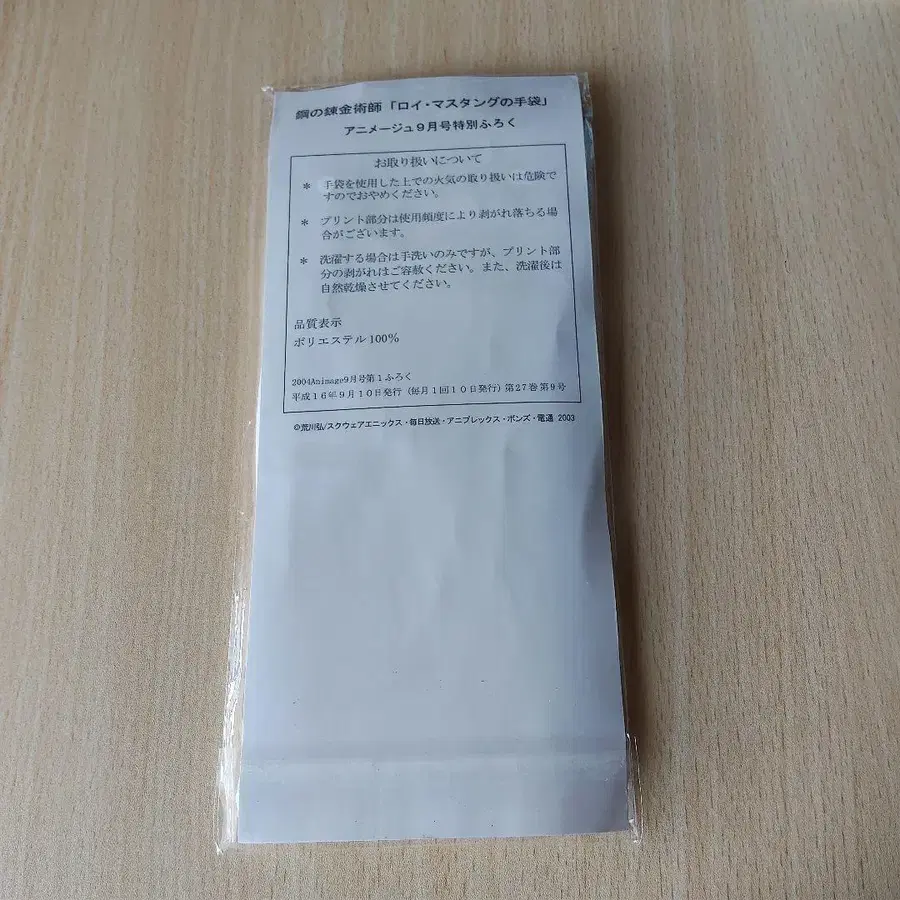 鋼の錬金術師「ロイ・マスタングの手袋」
アニメージュ9月号特別ふろく
お取り扱いについて
* 手袋を使用した上での火気の取り扱いは危険で
すのでおやめください。
* プリント部分は使用頻度により剥がれ落ちる場
合がございます。
* 洗濯する場合は手洗いのみですが、プリント部
分の剥がれはご容赦ください。また、洗濯後は
自然乾燥させてください。
品質表示
ポリエステル100%
2004Animage9月号第1ふろく
平成16年9月10日発行(毎月1回10日発行)第27巻第9号
©荒川弘/スクウェアエニックス・毎日放送・アニプレックス・ボンズ・電通 2003